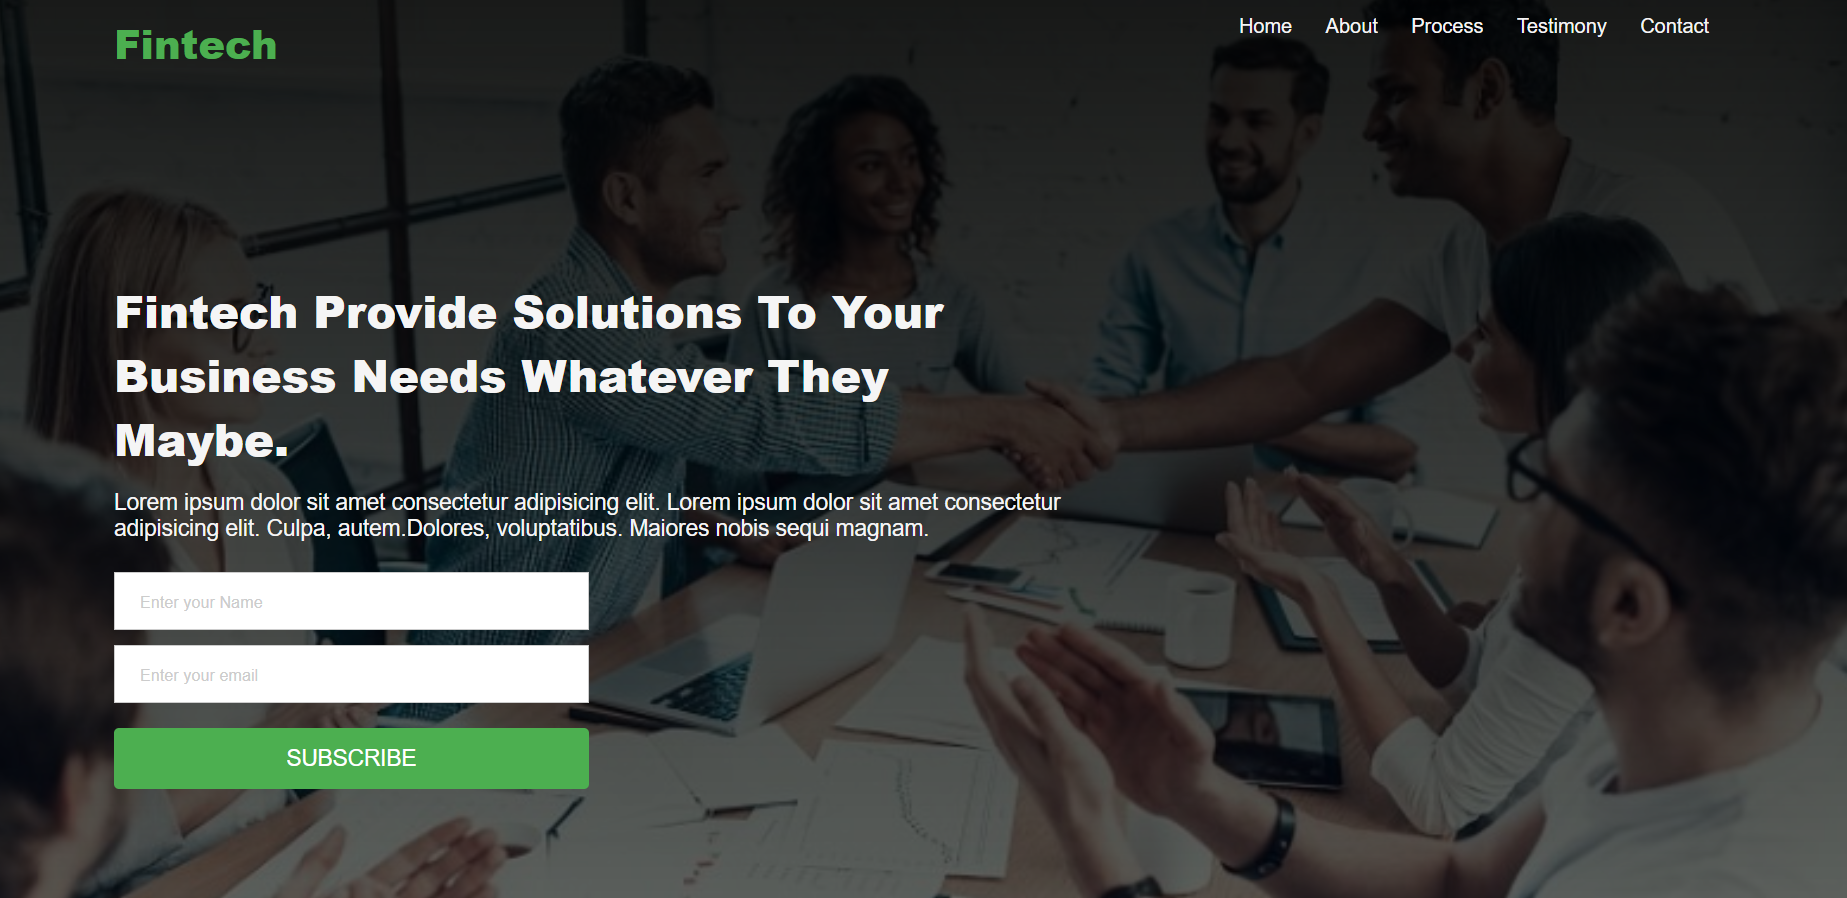 Fintech
Home About Process Testimony Contact
Fintech Provide Solutions To Your
Business Needs Whatever They
Maybe.
Lorem ipsum dolor sit amet consectetur adipisicing elit. Lorem ipsum dolor sit amet consectetur
adipisicing elit. Culpa, autem.Dolores, voluptatibus. Maiores nobis sequi magnam.
Enter your Name
Enter your email
SUBSCRIBE